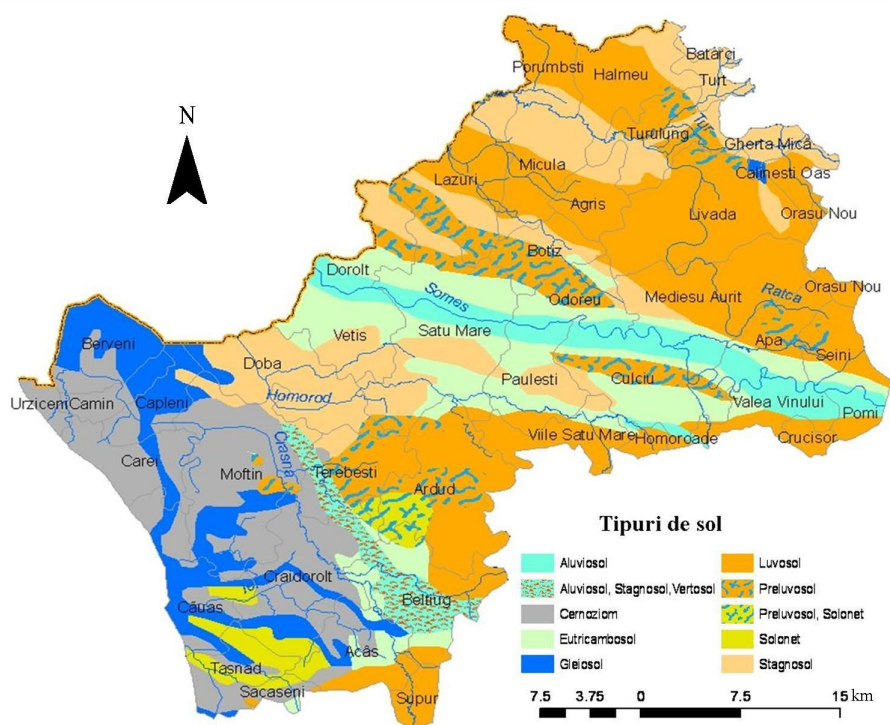 Batarci
Porumbsti
Halmeu
Turt
N
Tur
Turulung
Gherta Mică
Micula
Calinesti Oas
Lazuri
Agris
Livada
Orasu Nou
Botiz
Dorolt
Somes
Odoreu
Mediesu Aurit
Ratca
Orasu Nou
Berveni
Vetis
Satu Mare
Apa
Seini
Doba
Paulesti
Culciu
Urziceni
Camin
Capleni
Homorod
Valea Vinului
Pomi
Carei
Crasna
Viile Satu Mare
Homoroade
Crucisor
Moftin
Terebesti
Ardud
Craidorolt
Căuas
Beltiug
Acâs
Tasnad
Sacaseni
Supur
Tipuri de sol
Aluviosol
Luvosol
Aluviosol, Stagnosol,Vertosol
Preluvosol
Cernoziom
Preluvosol, Solonet
Eutricambosol
Solonet
Gleiosol
Stagnosol
7.5 3.75 0 7.5 15 km